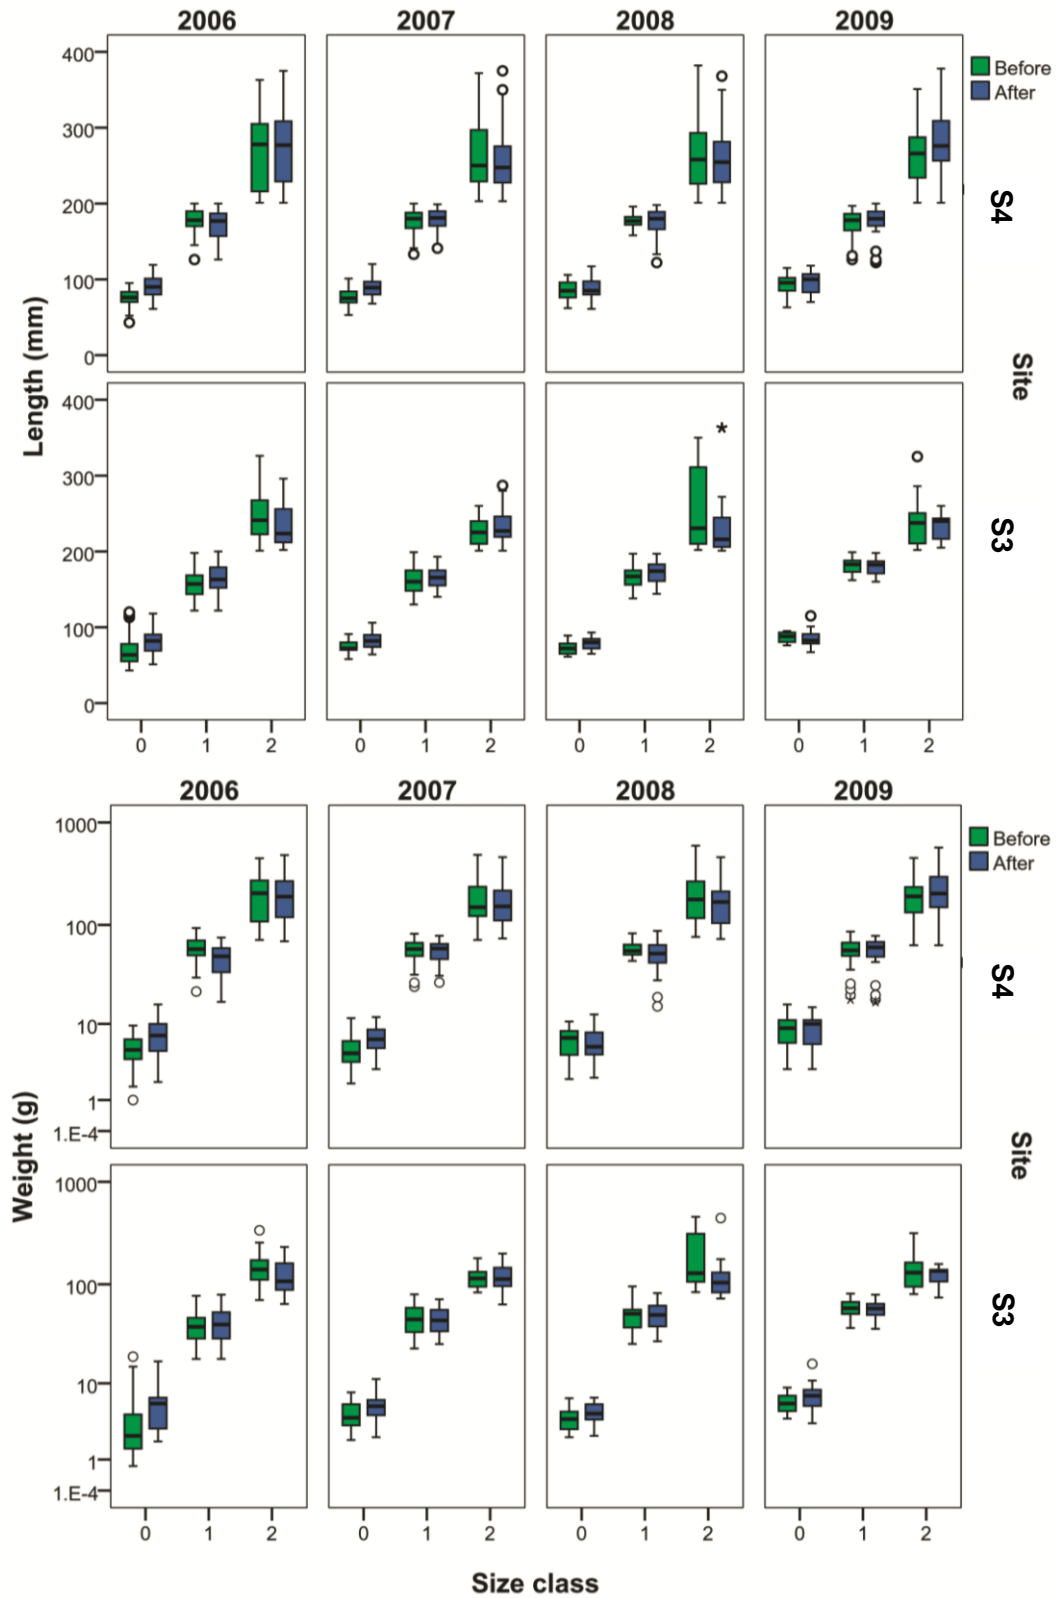 2006 2007 2008 2009
Before
After
400
300
200
100
0
S4
Length (mm)
Site
400
300
200
100
0
S3
0 1 2 0 1 2 0 1 2 0 1 2
2006 2007 2008 2009
Before
After
1000
100
10
1
1.E-4
S4
Weight (g)
Site
1000
100
10
1
1.E-4
S3
0 1 2 0 1 2 0 1 2 0 1 2
Size class